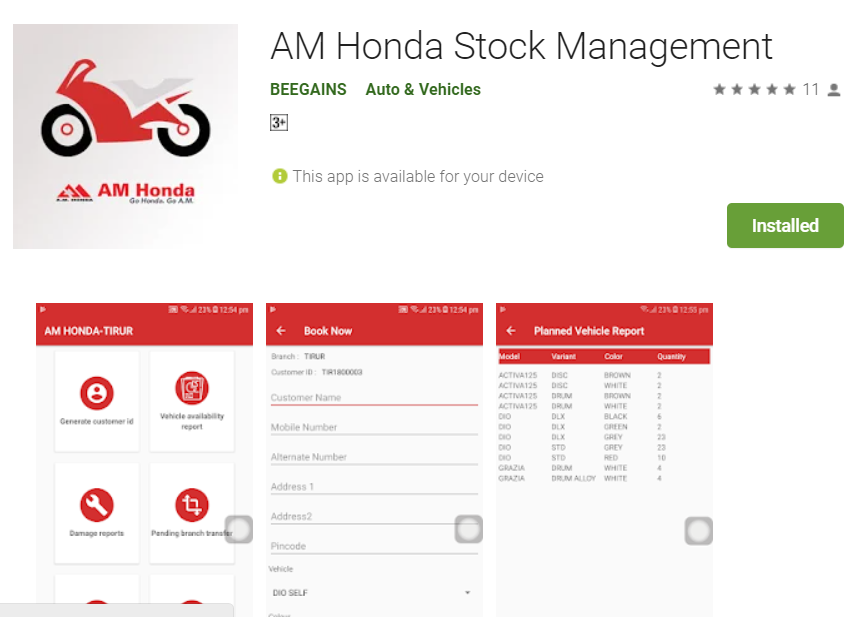 AM Honda Stock Management
BEEGAINS Auto & Vehicles
11
3+
This app is available for your device
Installed
AM Honda
Go Honda. Go A.M.
A.M. HONDA
23% 12:54 pm
AM HONDA-TIRUR
Generate customer id
Vehicle availability
report
Damage reports
Pending branch transfer
23% 12:54 pm
Book Now
Branch : TIRUR
Customer ID : TIR1800003
Customer Name
Mobile Number
Alternate Number
Address 1
Address2
Pincode
Vehicle
DIO SELF
Colour
23% 12:55 pm
Planned Vehicle Report
Model Variant Color Quantity
ACTIVA125 DISC BROWN 2
ACTIVA125 DISC WHITE 2
ACTIVA125 DRUM BROWN 2
ACTIVA125 DRUM WHITE 2
DIO DLX BLACK 6
DIO DLX GREEN 2
DIO DLX GREY 23
DIO STD GREY 23
DIO STD RED 10
GRAZIA DRUM WHITE 4
GRAZIA DRUM ALLOY WHITE 4